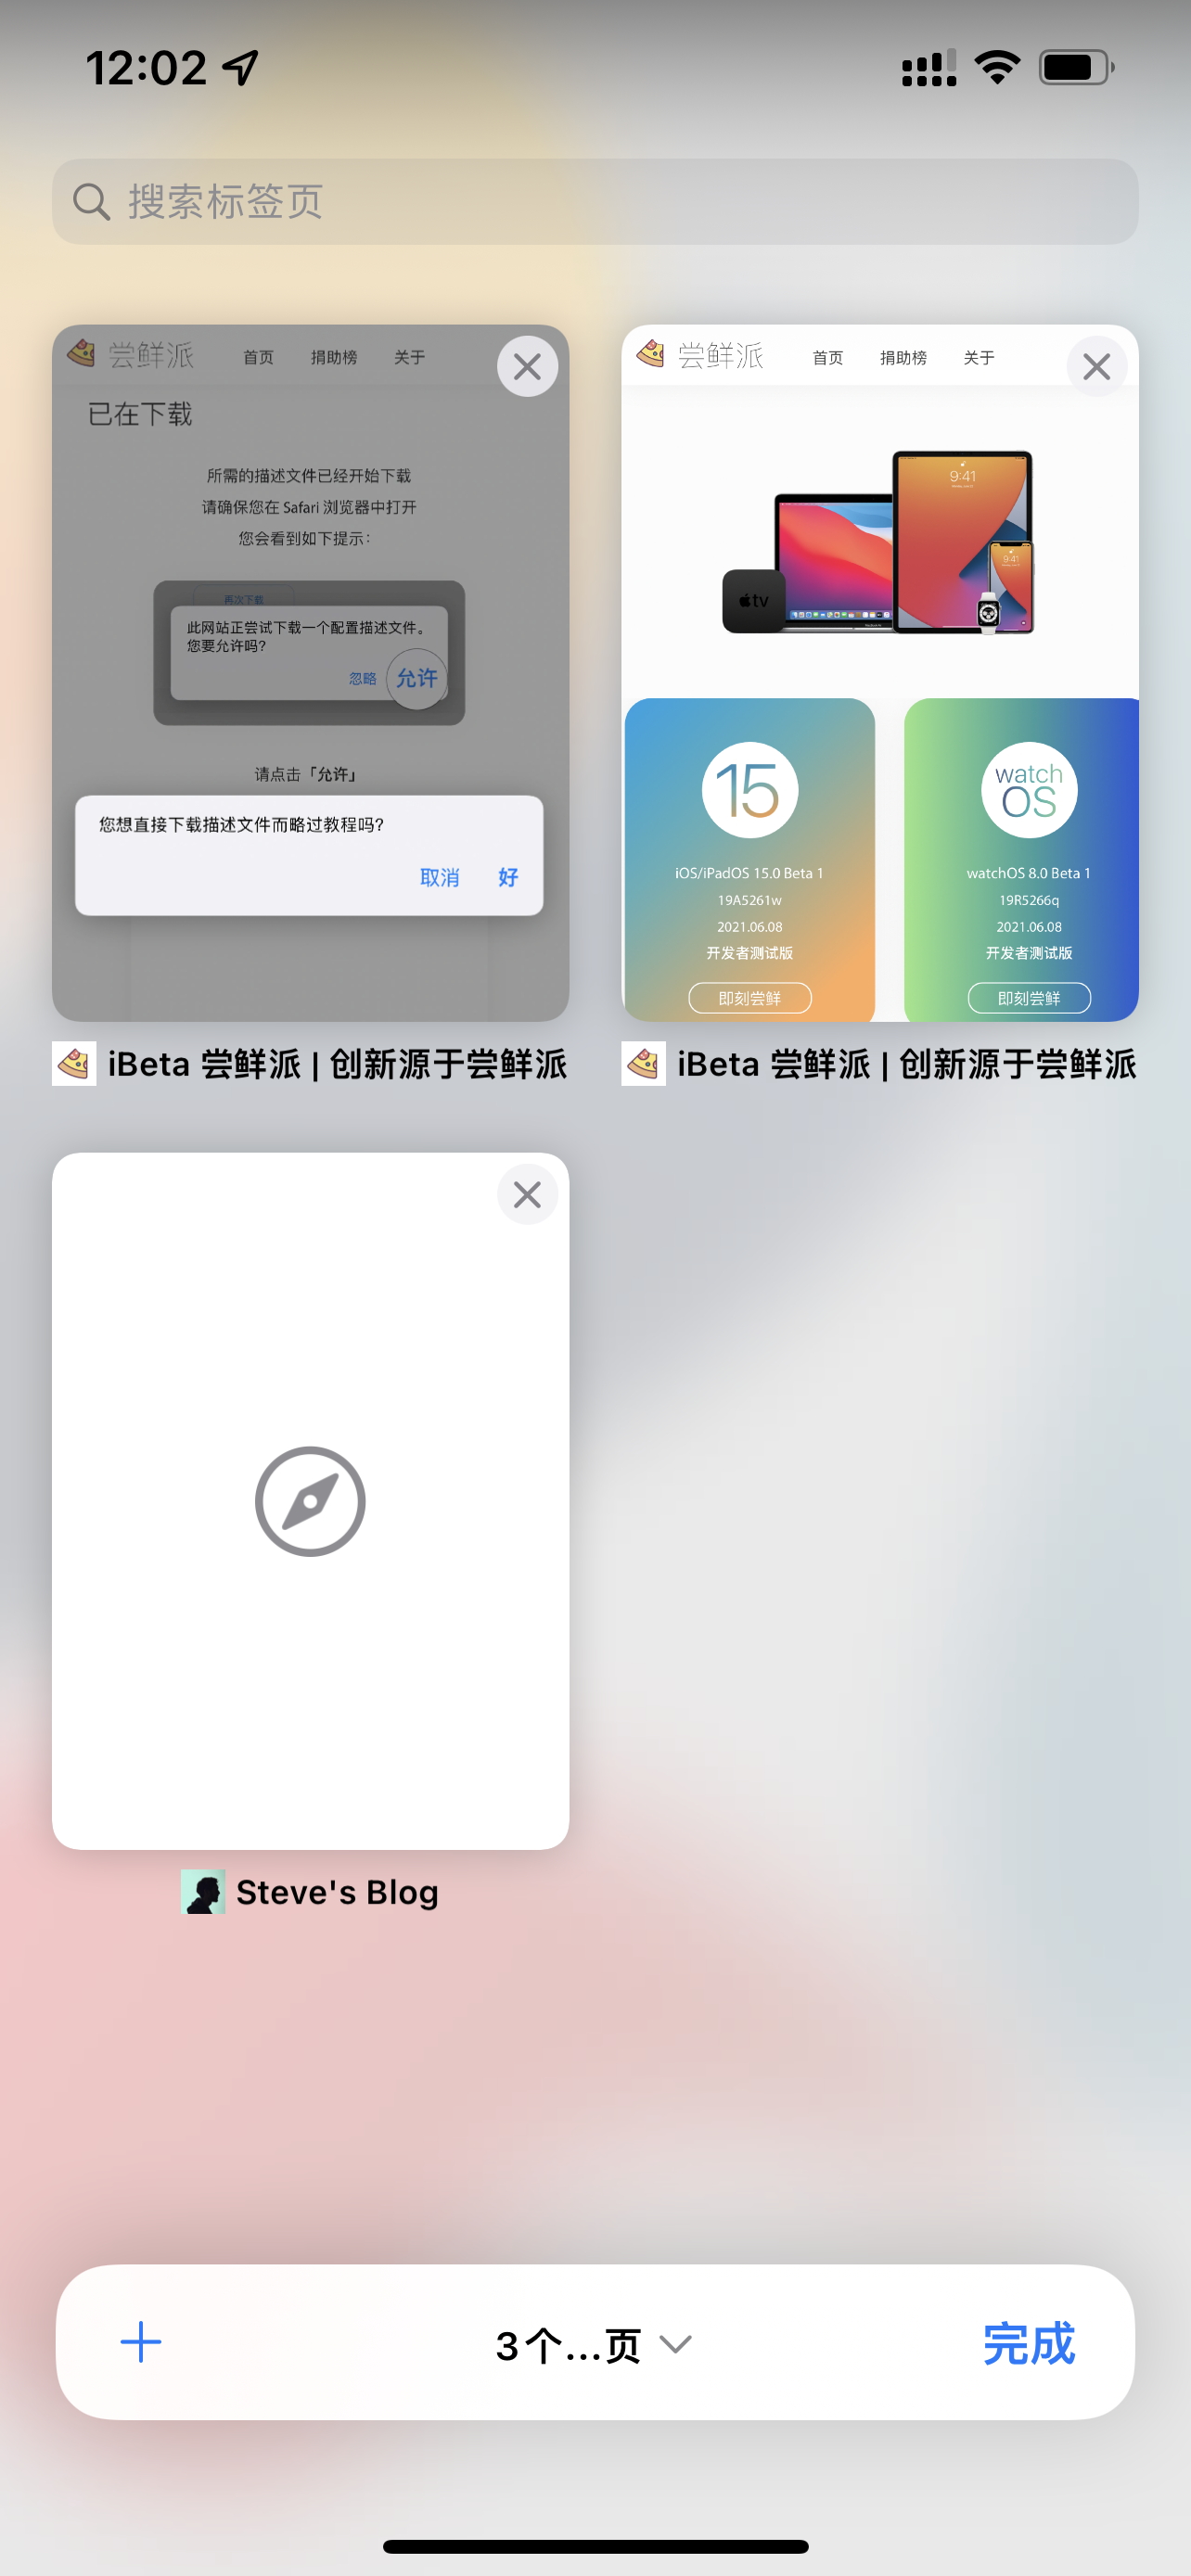 12:02
搜索标签页
尝鲜派 首页 捐助榜 关于
已在下载
所需的描述文件已经开始下载
请确保您在 Safari 浏览器中打开
您会看到如下提示：
再次下载
此网站正尝试下载一个配置描述文件。
您要允许吗?
忽略 允许
请点击「允许」
您想直接下载描述文件而略过教程吗?
取消 好
iBeta 尝鲜派 | 创新源于尝鲜派
尝鲜派 首页 捐助榜 关于
9:41
9:41
tv
15
iOS/iPadOS 15.0 Beta 1
19A5261w
2021.06.08
开发者测试版
即刻尝鲜
watch
OS
watchOS 8.0 Beta 1
19R5266q
2021.06.08
开发者测试版
即刻尝鲜
iBeta 尝鲜派 | 创新源于尝鲜派
Steve's Blog
3个...页
完成